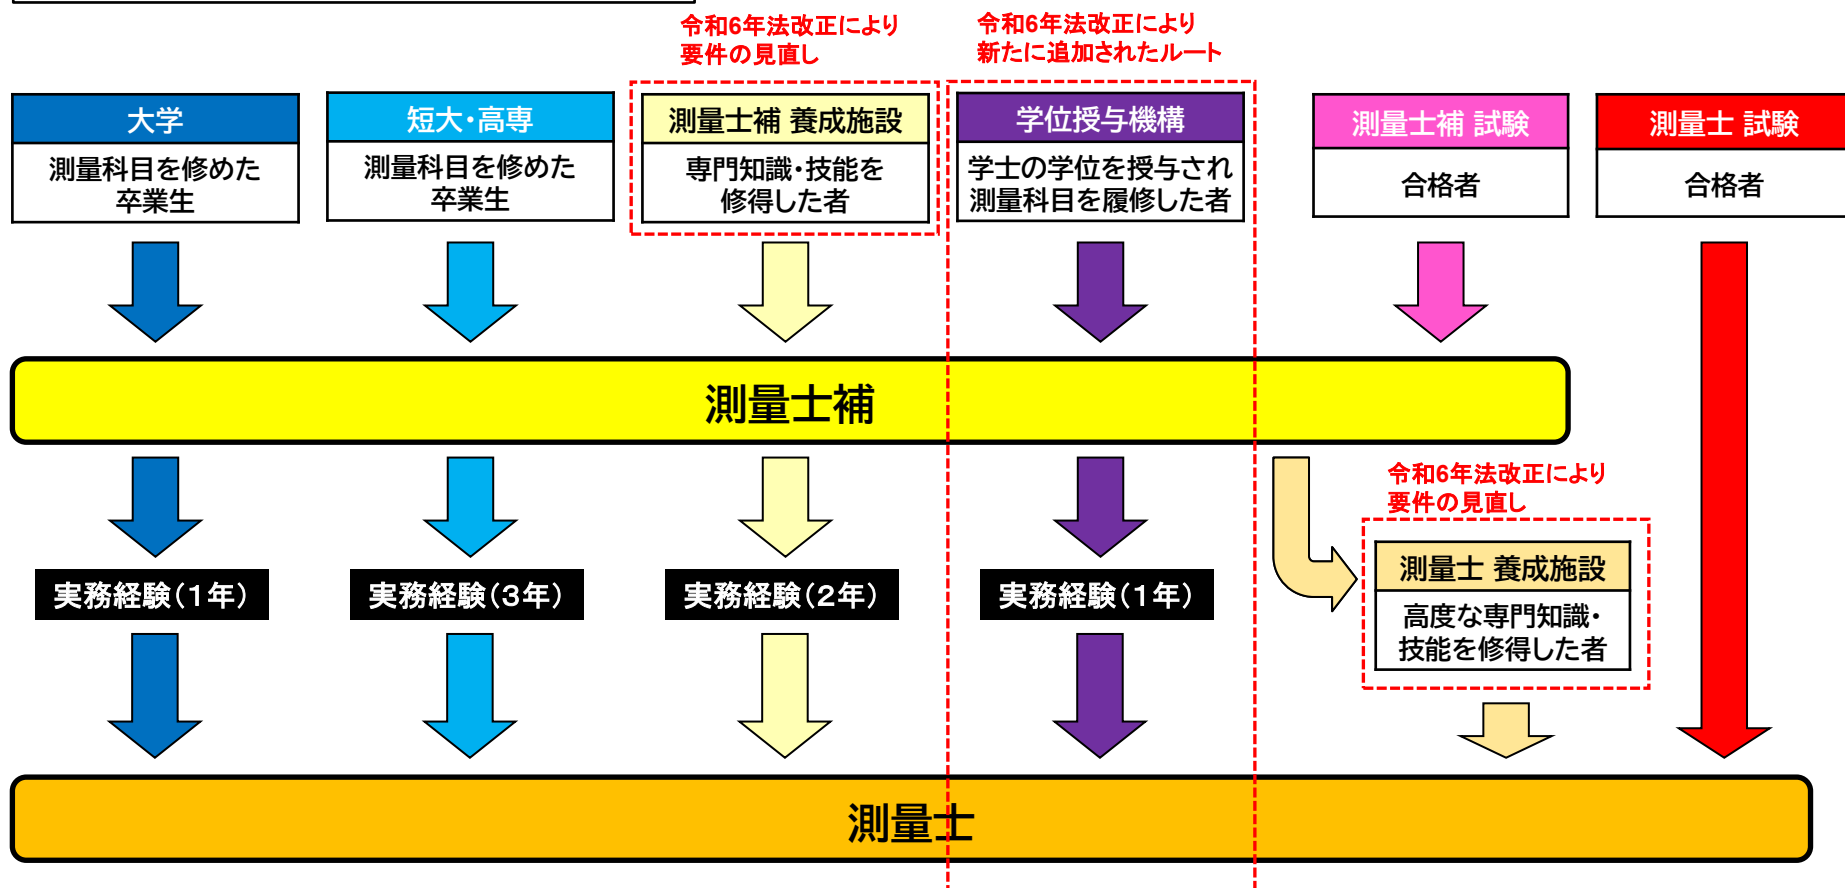 令和6年法改正により
要件の見直し
令和6年法改正により
新たに追加されたルート
大学
測量科目を修めた
卒業生
短大・高専
測量科目を修めた
卒業生
測量士補 養成施設
専門知識・技能を
修得した者
学位授与機構
学士の学位を授与され
測量科目を履修した者
測量士補 試験
合格者
測量士 試験
合格者
測量士補
令和6年法改正により
要件の見直し
実務経験(1年)
実務経験(3年)
実務経験(2年)
実務経験(1年)
測量士 養成施設
高度な専門知識・
技能を修得した者
測量士